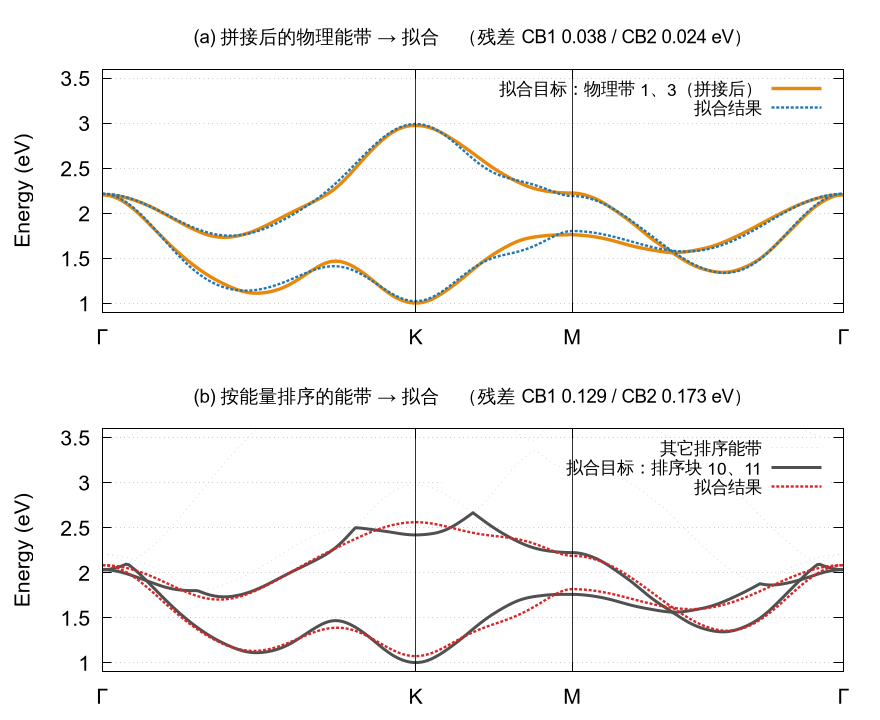 (a) 拼接后的物理能带 → 拟合 （残差 CB1 0.038 / CB2 0.024 eV）
3.5
3
2.5
2
1.5
1
Energy (eV)
拟合目标：物理带 1、3（拼接后）
拟合结果
Γ K M Γ
(b) 按能量排序的能带 → 拟合 （残差 CB1 0.129 / CB2 0.173 eV）
3.5
3
2.5
2
1.5
1
Energy (eV)
其它排序能带
拟合目标：排序块 10、11
拟合结果
Γ K M Γ